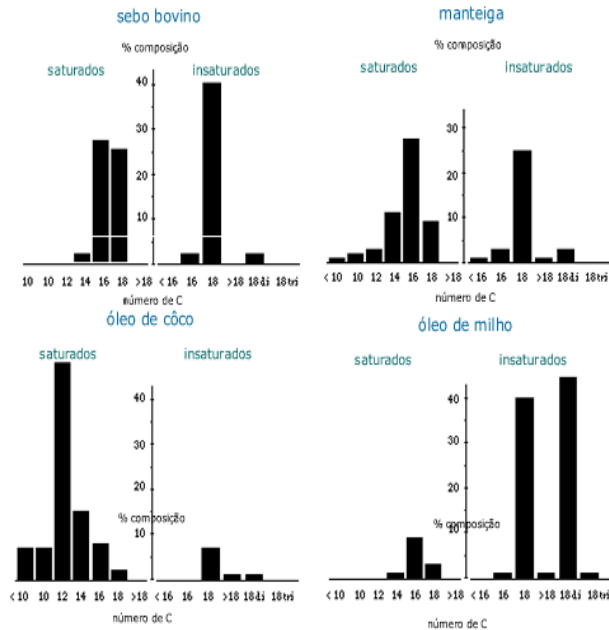 sebo bovino
% composição
saturados insaturados
40
30
20
10
10 10 12 14 16 18 >18 <16 16 18 >18 18di 18tri
número de C
manteiga
% composição
saturados insaturados
30
20
10
<10 10 12 14 16 18 >18 <16 16 18 >18 18di 18tri
número de C
óleo de côco
saturados insaturados
40
30
20
% composição
10
<10 10 12 14 16 18 >18 <16 16 18 >18 18di 18tri
número de C
óleo de milho
saturados insaturados
40
30
20
% composição
10
<10 10 12 14 16 18 >18 <16 16 18 >18 18di 18tri
número de C